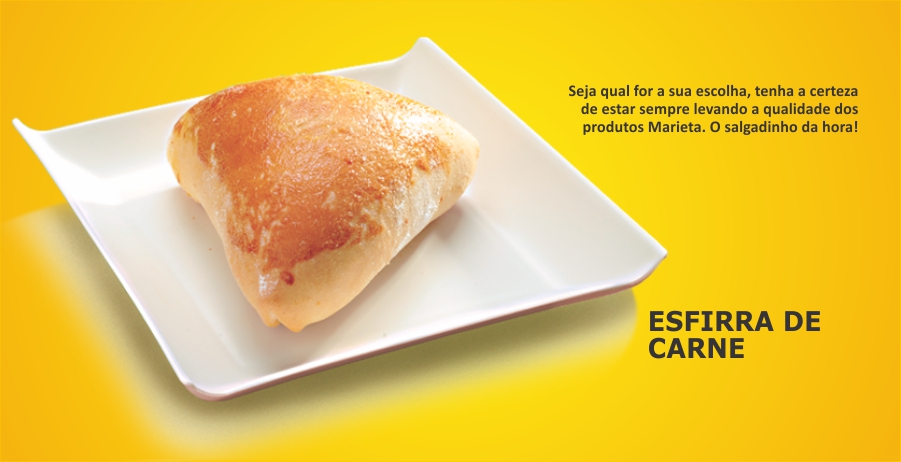 Seja qual for a sua escolha, tenha a certeza
de estar sempre levando a qualidade dos
produtos Marieta. O salgadinho da hora!
ESFIRRA DE
CARNE